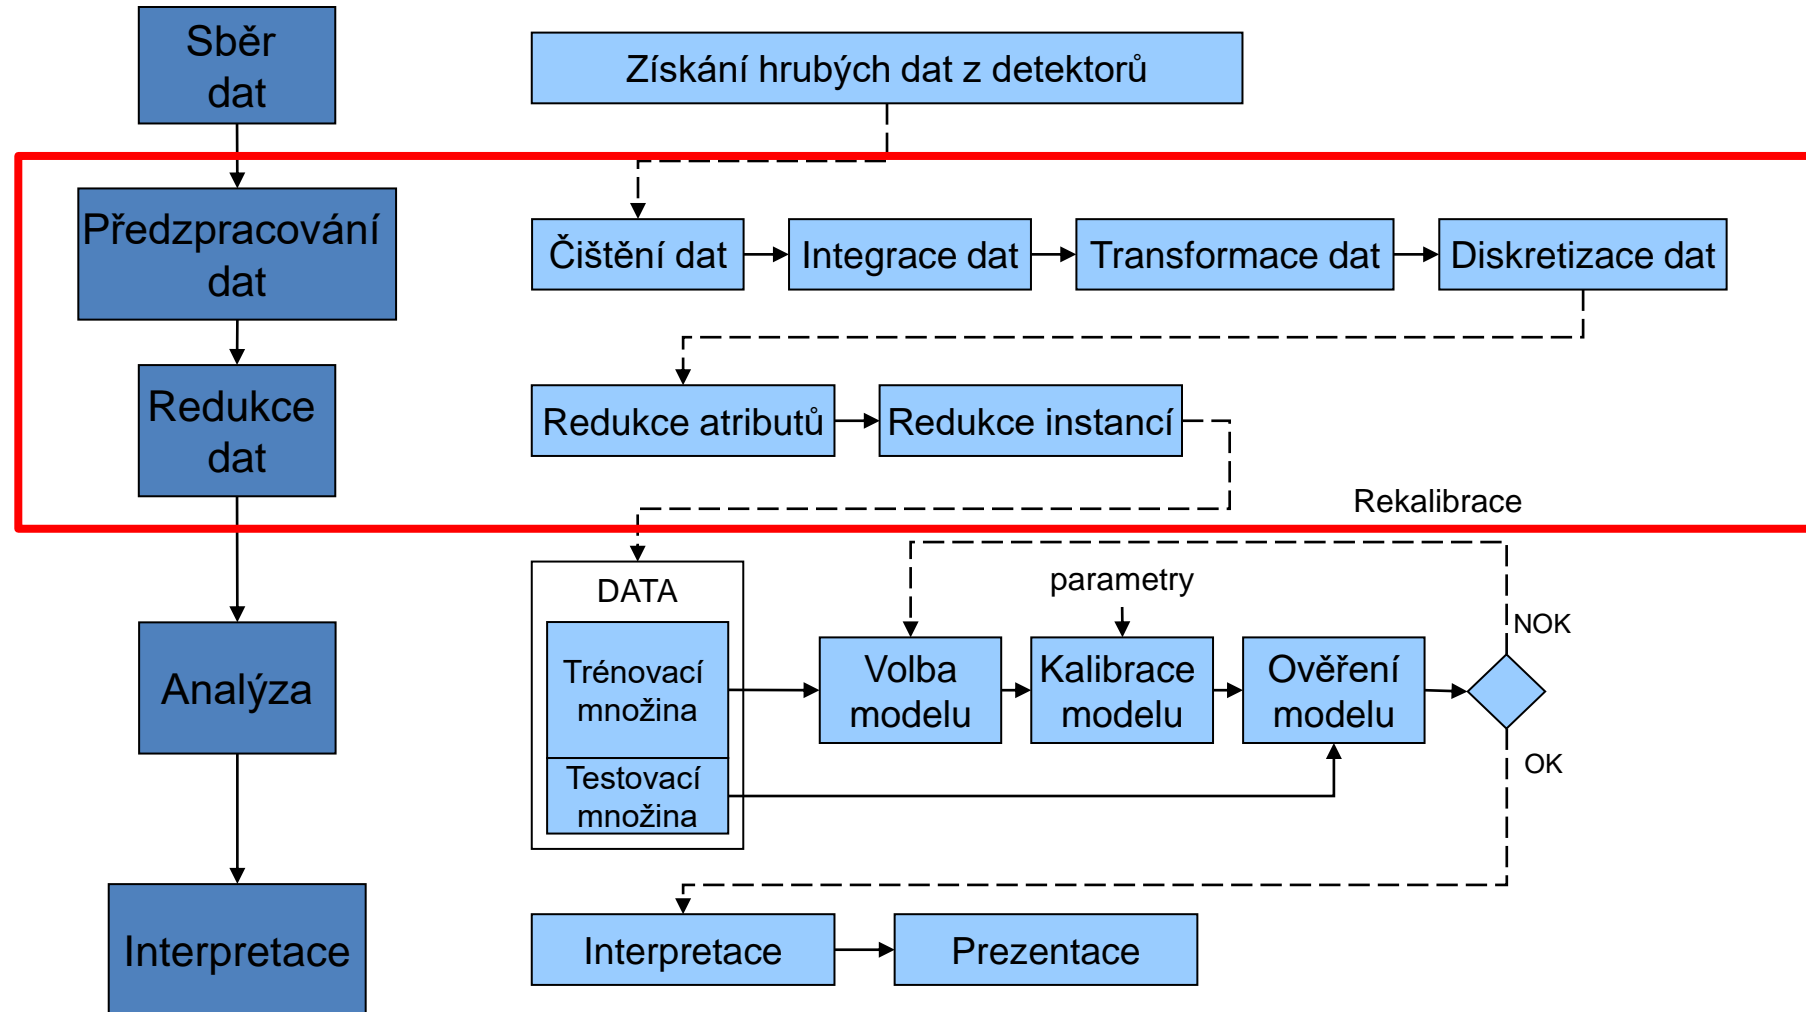 Sběr
dat
Získání hrubých dat z detektorů
Předzpracování
dat
Čištění dat
Integrace dat
Transformace dat
Diskretizace dat
Redukce
dat
Redukce atributů
Redukce instancí
Rekalibrace
DATA
parametry
NOK
Analýza
Trénovací
množina
Volba
modelu
Kalibrace
modelu
Ověření
modelu
OK
Testovací
množina
Interpretace
Interpretace
Prezentace